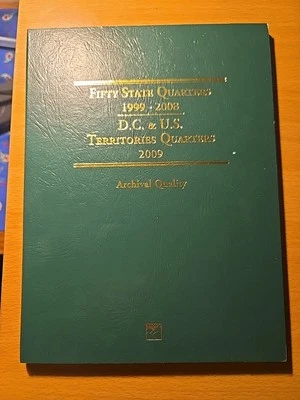 FIFTY STATE QUARTERS
1999 - 2008
D.C. & U.S.
TERRITORIES QUARTERS
2009
Archival Quality